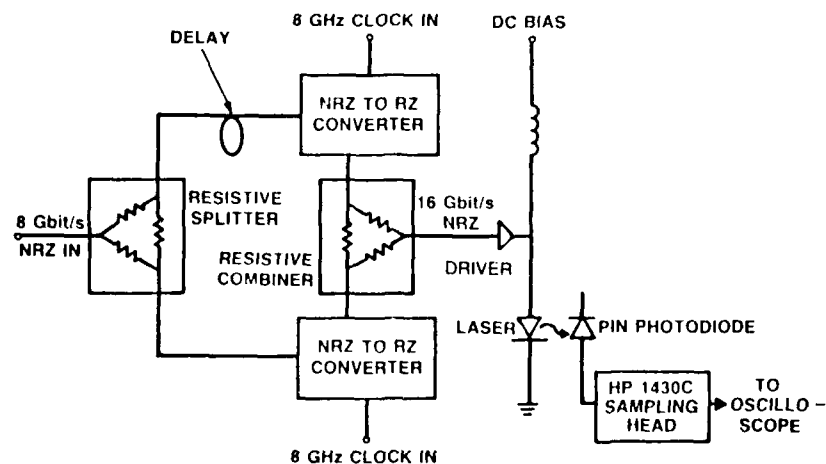 8 GHz CLOCK IN
DC BIAS
DELAY
NRZ TO RZ
CONVERTER
8 Gbit/s
NRZ IN
RESISTIVE
SPLITTER
RESISTIVE
COMBINER
16 Gbit/s
NRZ
DRIVER
LASER
PIN PHOTODIODE
NRZ TO RZ
CONVERTER
HP 1430C
SAMPLING
HEAD
TO
OSCILLO-
SCOPE
8 GHz CLOCK IN